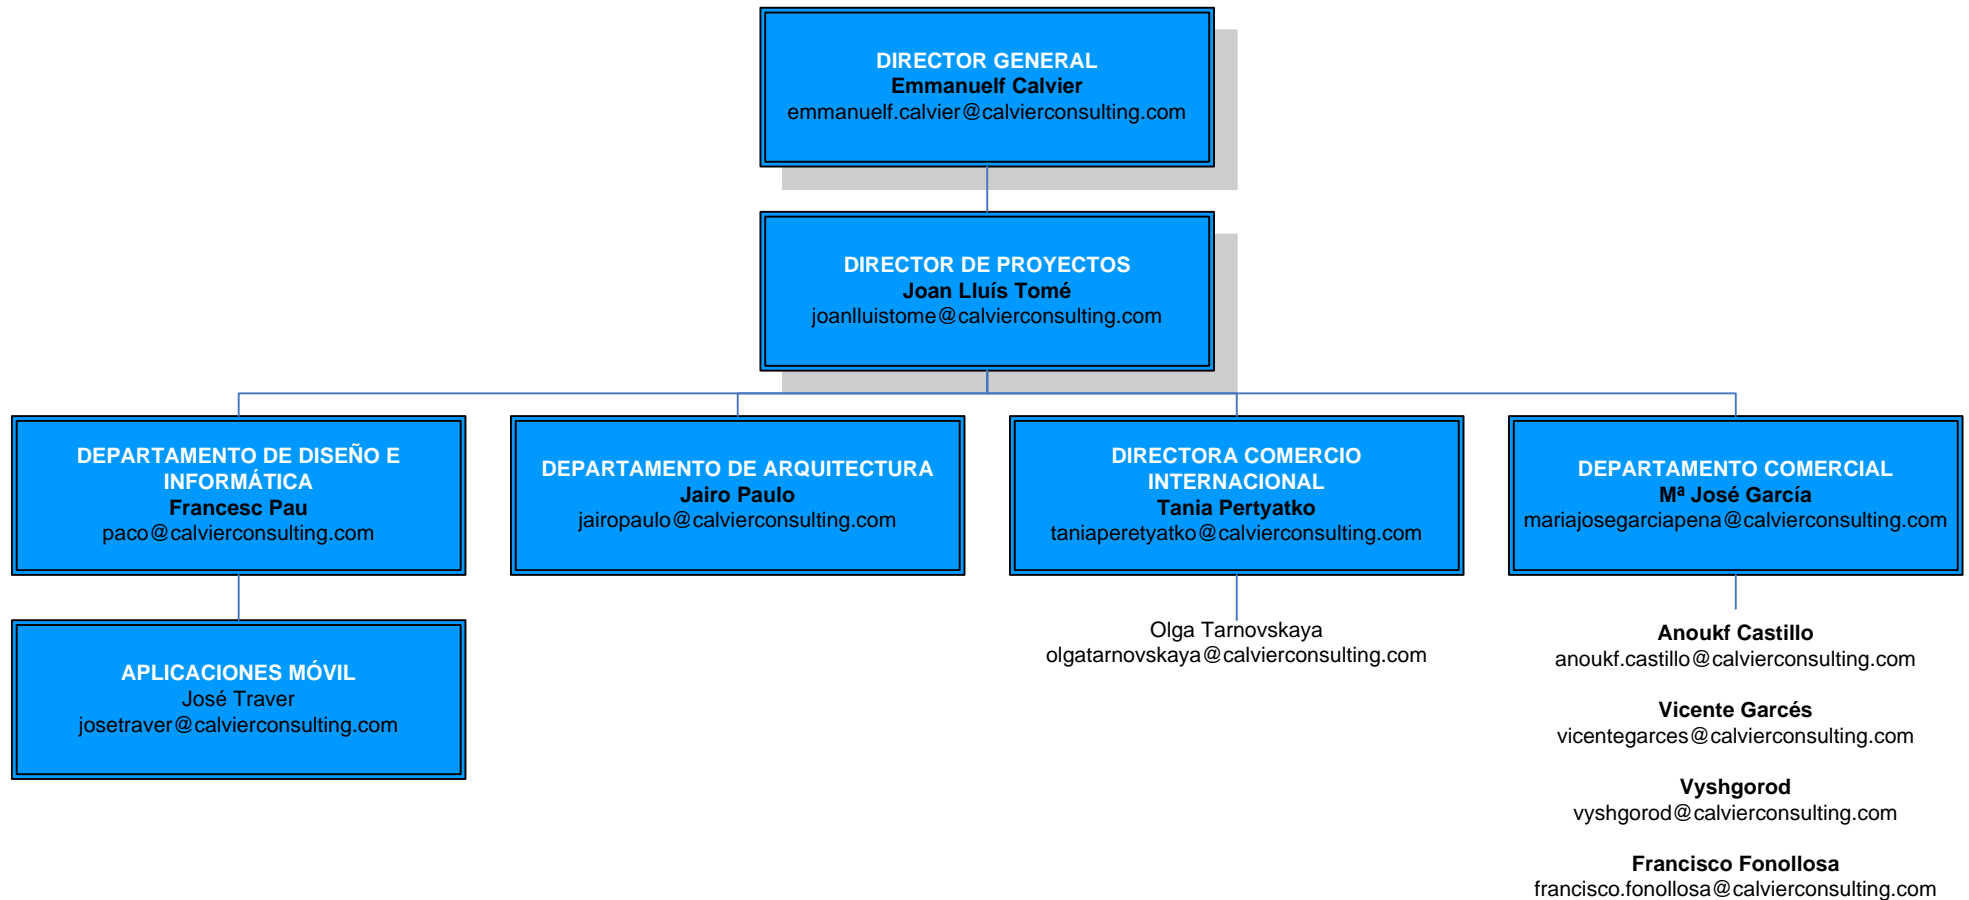 DIRECTOR GENERAL
Emmanuelf Calvier
emmanuelf.calvier@calvierconsulting.com
DIRECTOR DE PROYECTOS
Joan Lluís Tomé
joanlluistome@calvierconsulting.com
DEPARTAMENTO DE DISEÑO E
INFORMÁTICA
Francesc Pau
paco@calvierconsulting.com
DEPARTAMENTO DE ARQUITECTURA
Jairo Paulo
jairopaulo@calvierconsulting.com
DIRECTORA COMERCIO
INTERNACIONAL
Tania Pertyatko
taniaperetyatko@calvierconsulting.com
DEPARTAMENTO COMERCIAL
Mª José García
mariajosegarciapena@calvierconsulting.com
APLICACIONES MÓVIL
José Traver
josetraver@calvierconsulting.com
Olga Tarnovskaya
olgatarnovskaya@calvierconsulting.com
Anoukf Castillo
anoukf.castillo@calvierconsulting.com
Vicente Garcés
vicentegarces@calvierconsulting.com
Vyshgorod
vyshgorod@calvierconsulting.com
Francisco Fonollosa
francisco.fonollosa@calvierconsulting.com